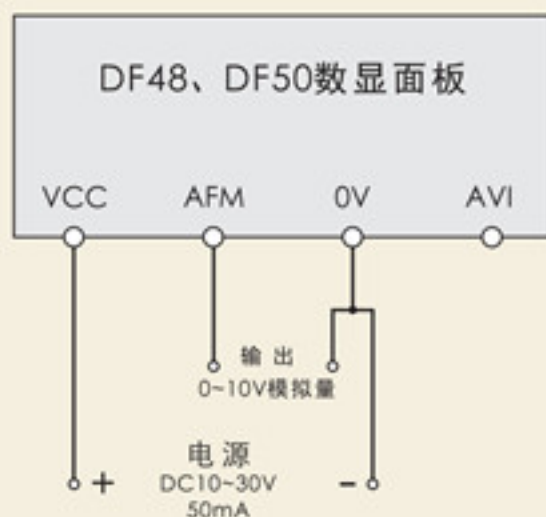 DF48、DF50数显面板
VCC AFM 0V AVI
输出
0~10V模拟量
电源
+ DC10~30V -
50mA